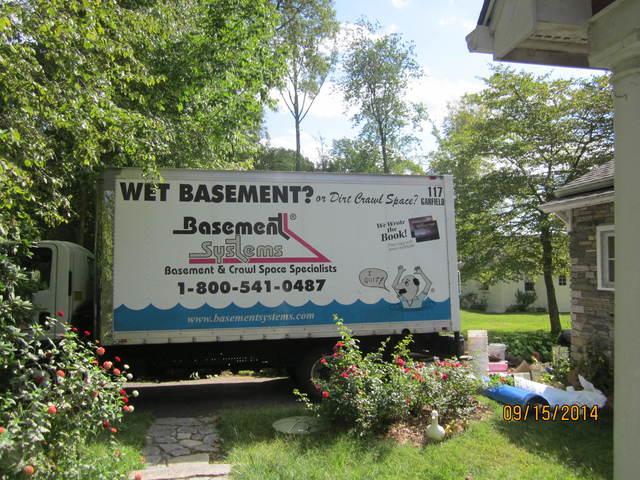 WET BASEMENT? or Dirt Crawl Space?
117
GANFIELD
Basement
Systems®
Basement & Crawl Space Specialists
1-800-541-0487
www.basementsystems.com
We Wrote
the
Book!
I
QUIT!
09/15/2014